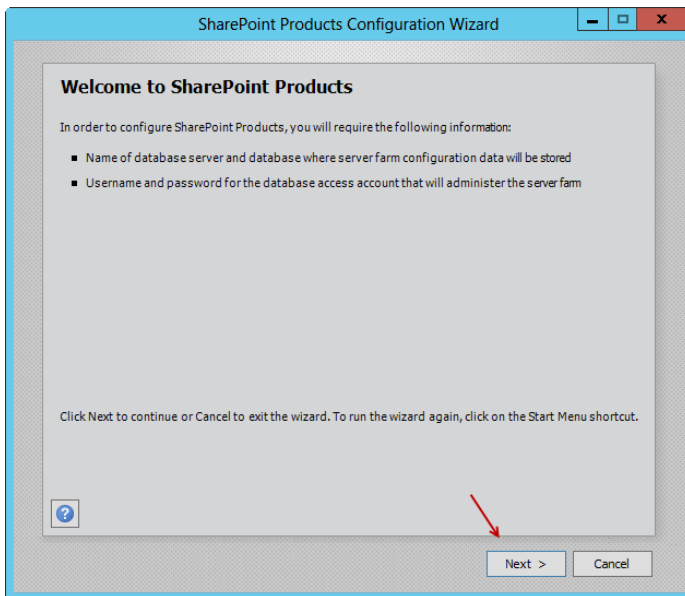 SharePoint Products Configuration Wizard
Welcome to SharePoint Products
In order to configure SharePoint Products, you will require the following information:
Name of database server and database where server farm configuration data will be stored
Username and password for the database access account that will administer the server farm
Click Next to continue or Cancel to exit the wizard. To run the wizard again, click on the Start Menu shortcut.
?
Next >
Cancel